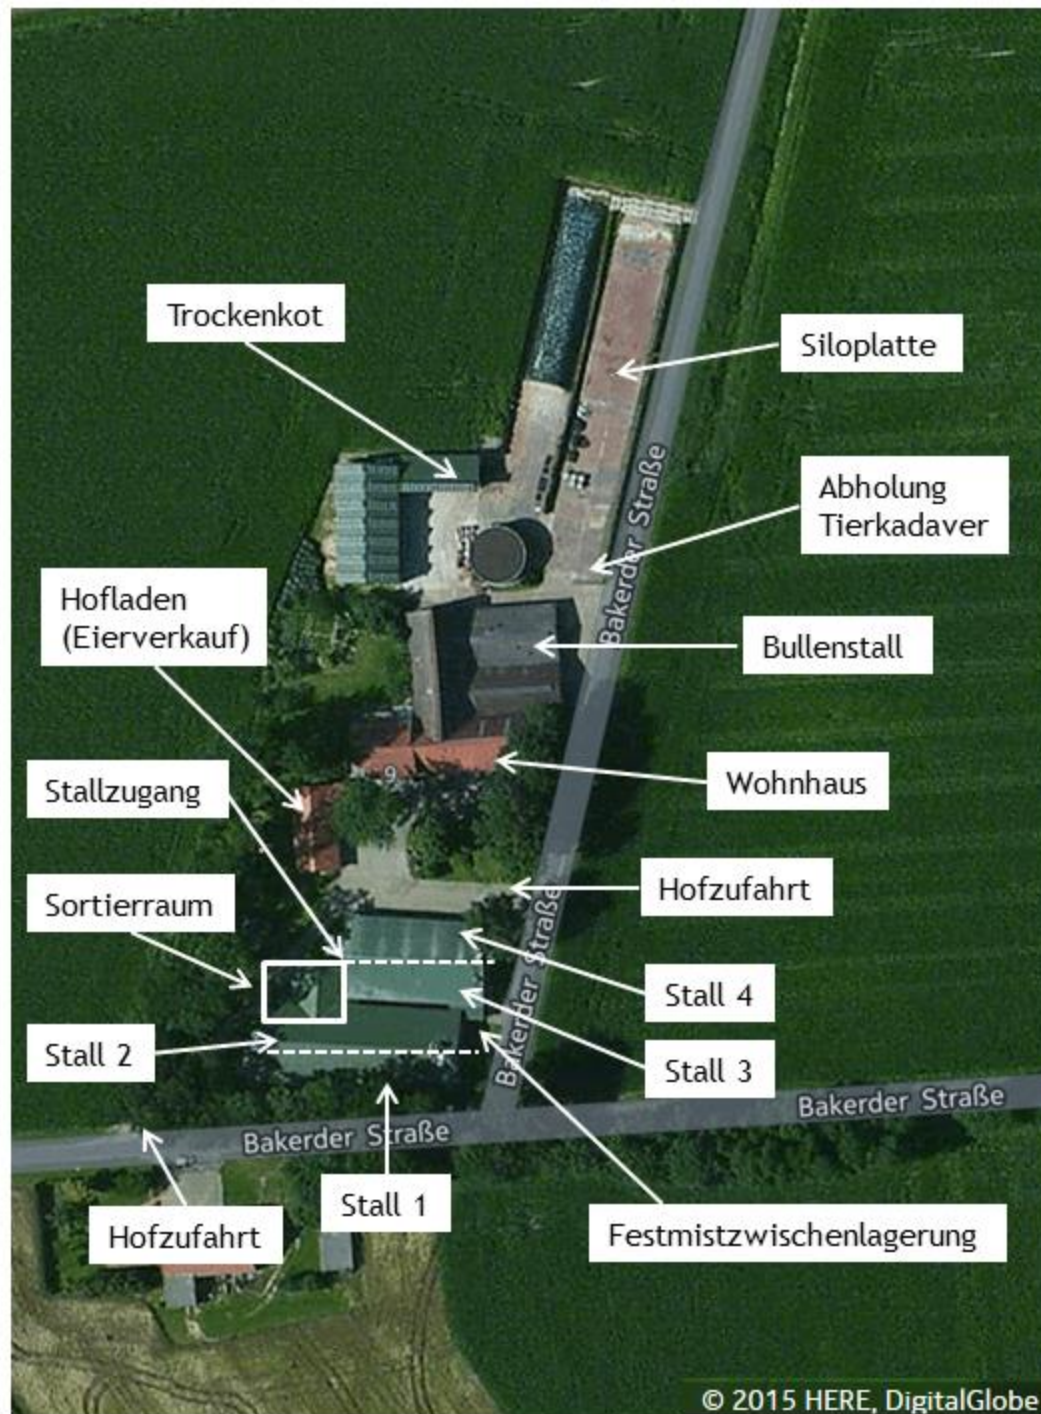 Trockenkot
Siloplatte
Abholung
Tierkadaver
Bakerder Straße
Hofladen
(Eierverkauf)
Bullenstall
9
Wohnhaus
Stallzugang
Hofzufahrt
Sortierraum
Bakerder Straße
Stall 4
Stall 2
Stall 3
Bakerder Straße
Bakerder Straße
Stall 1
Hofzufahrt
Festmistzwischenlagerung
© 2015 HERE, DigitalGlobe